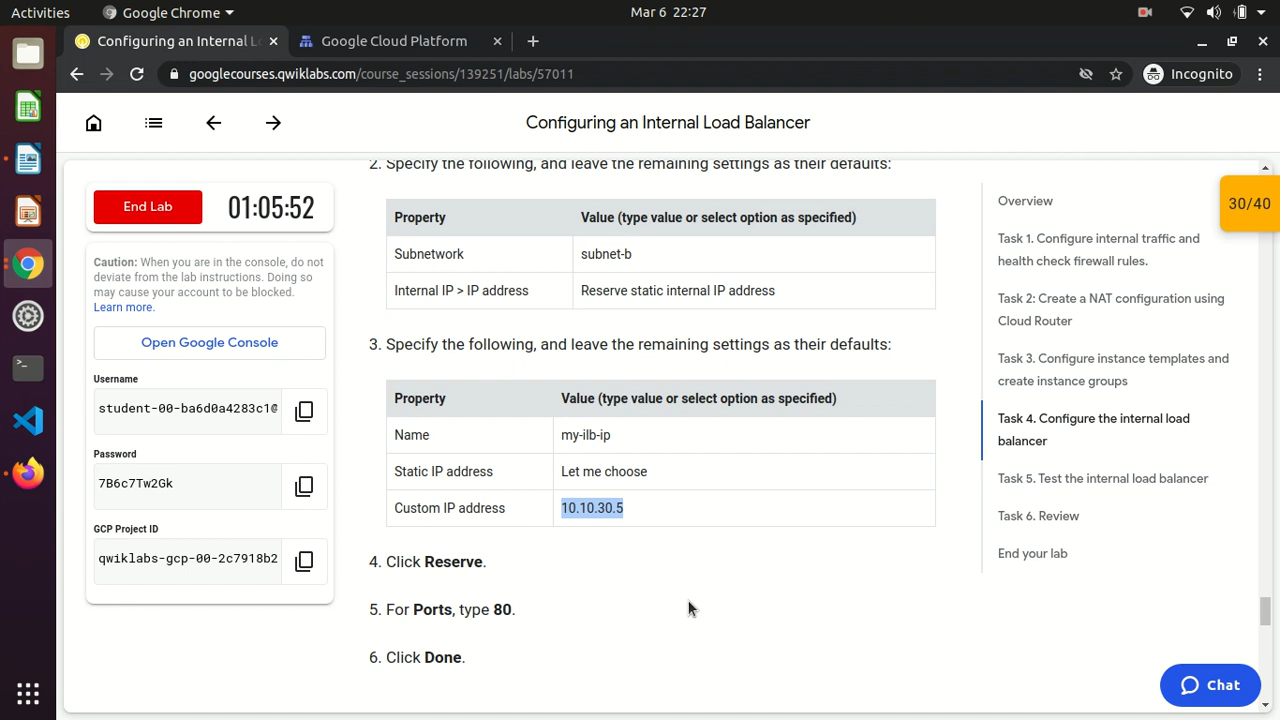 Activities
Google Chrome
Mar 6 22:27
Configuring an Internal L
Google Cloud Platform
googlecourses.qwiklabs.com/course_sessions/139251/labs/57011
Incognito
Configuring an Internal Load Balancer
End Lab
01:05:52
Caution: When you are in the console, do not
deviate from the lab instructions. Doing so
may cause your account to be blocked.
Learn more.
Open Google Console
Username
student-00-ba6d0a4283c1@
Password
7B6c7Tw2Gk
GCP Project ID
qwiklabs-gcp-00-2c7918b2
2. Specify the following, and leave the remaining settings as their defaults:
Property Value (type value or select option as specified)
Subnetwork subnet-b
Internal IP > IP address Reserve static internal IP address
3. Specify the following, and leave the remaining settings as their defaults:
Property Value (type value or select option as specified)
Name my-ilb-ip
Static IP address Let me choose
Custom IP address 10.10.30.5
4. Click Reserve.
5. For Ports, type 80.
6. Click Done.
Overview
Task 1. Configure internal traffic and
health check firewall rules.
Task 2: Create a NAT configuration using
Cloud Router
Task 3. Configure instance templates and
create instance groups
Task 4. Configure the internal load
balancer
Task 5. Test the internal load balancer
Task 6. Review
End your lab
30/40
Chat